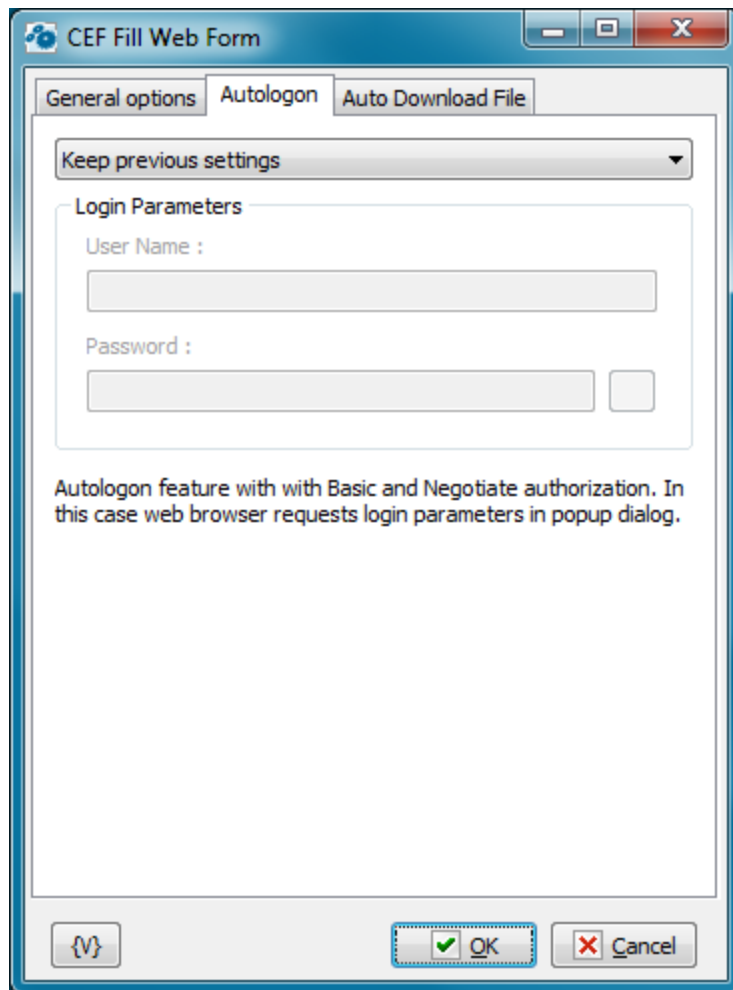 CEF Fill Web Form
General options
Autologon
Auto Download File
Keep previous settings
Login Parameters
User Name :
Password :
Autologon feature with with Basic and Negotiate authorization. In
this case web browser requests login parameters in popup dialog.
{V}
OK
Cancel